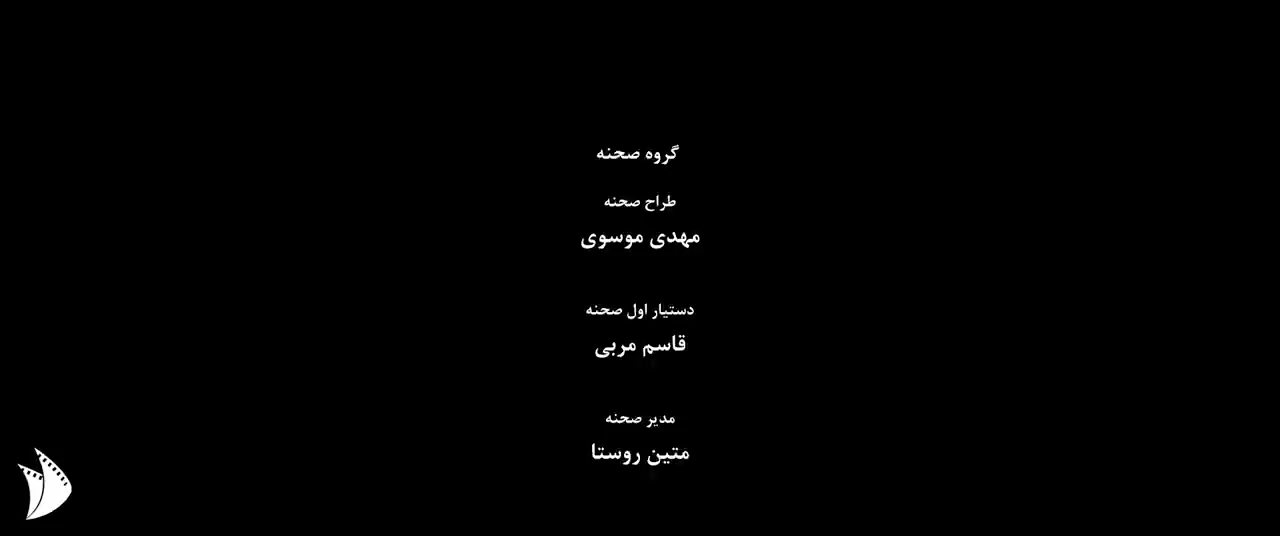 گروه صحنه
طراح صحنه
مهدی موسوی
دستیار اول صحنه
قاسم مربی
مدیر صحنه
متین روستا